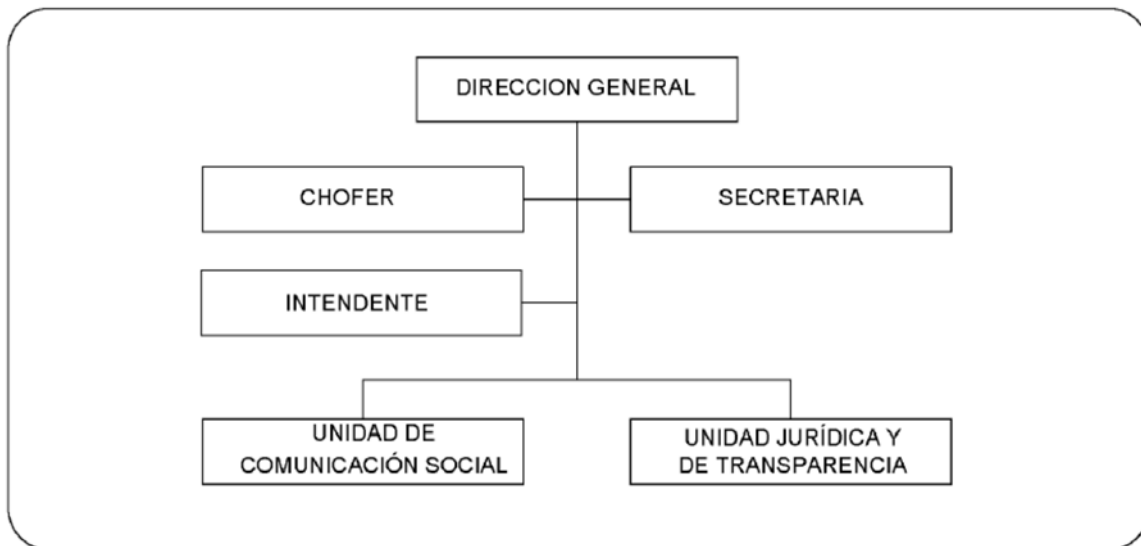 DIRECCION GENERAL
CHOFER
SECRETARIA
INTENDENTE
UNIDAD DE
COMUNICACIÓN SOCIAL
UNIDAD JURÍDICA Y
DE TRANSPARENCIA